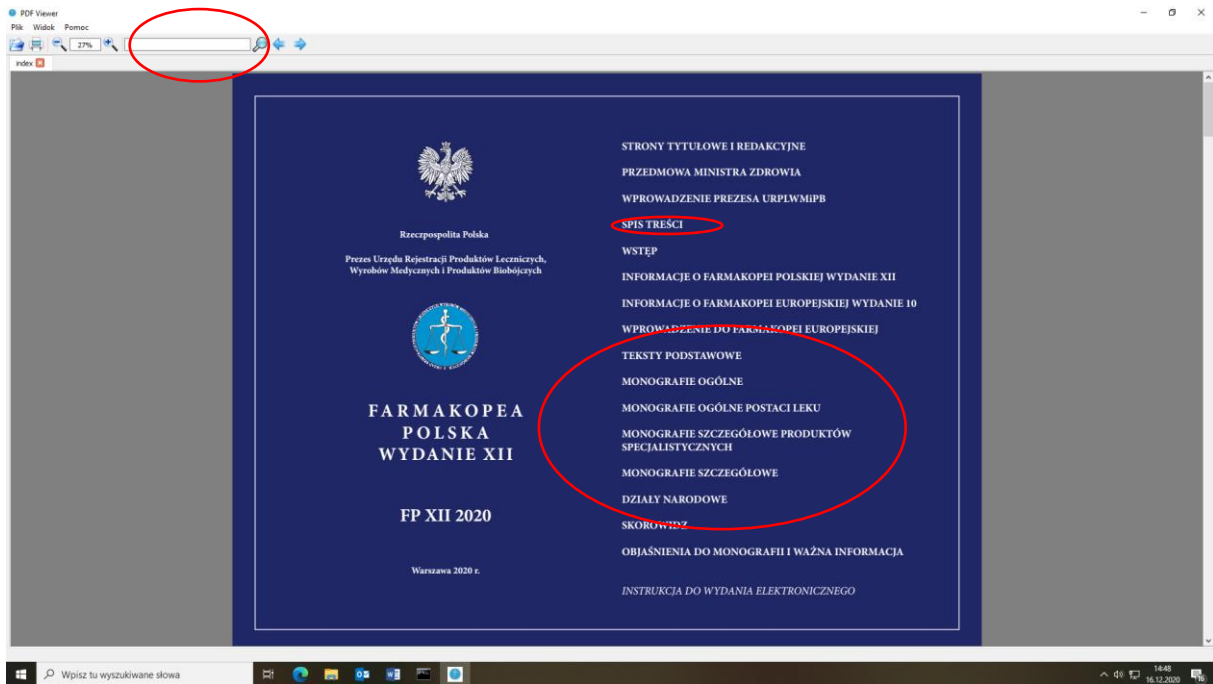 PDF Viewer
Plik Widok Pomoc
27%
index
Rzeczpospolita Polska
Prezes Urzędu Rejestracji Produktów Leczniczych,
Wyrobów Medycznych i Produktów Biobójczych
FARMAKOPEA
POLSKA
WYDANIE XII
FP XII 2020
Warszawa 2020 r.
STRONY TYTUŁOWE I REDAKCYJNE
PRZEDMOWA MINISTRA ZDROWIA
WPROWADZENIE PREZESA URPLWMiPB
SPIS TREŚCI
WSTĘP
INFORMACJE O FARMAKOPEI POLSKIEJ WYDANIE XII
INFORMACJE O FARMAKOPEI EUROPEJSKIEJ WYDANIE 10
WPROWADZENIE DO FARMAKOPEI EUROPEJSKIEJ
TEKSTY PODSTAWOWE
MONOGRAFIE OGÓLNE
MONOGRAFIE OGÓLNE POSTACI LEKU
MONOGRAFIE SZCZEGÓŁOWE PRODUKTÓW
SPECJALISTYCZNYCH
MONOGRAFIE SZCZEGÓŁOWE
DZIAŁY NARODOWE
SKOROWIDZ
OBJAŚNIENIA DO MONOGRAFII I WAŻNA INFORMACJA
INSTRUKCJA DO WYDANIA ELEKTRONICZNEGO
Wpisz tu wyszukiwane słowa
14:48
16.12.2020